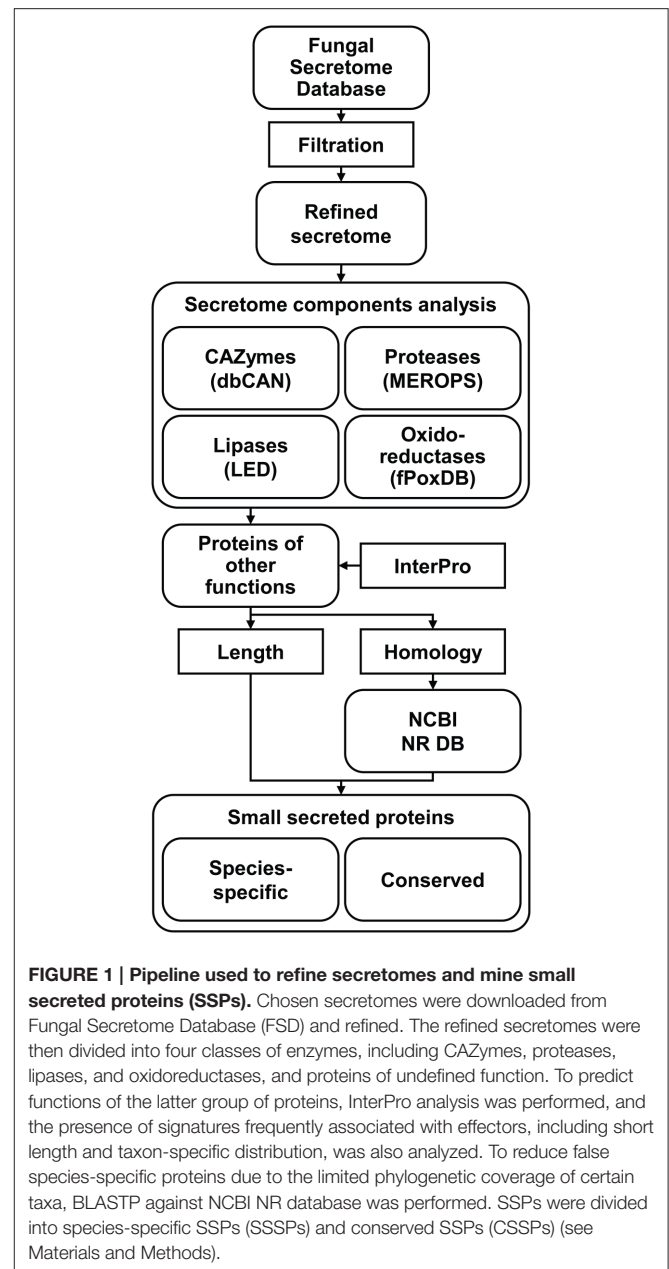 Fungal
Secretome
Database
Filtration
Refined
secretome
Secretome components analysis
CAZymes
(dbCAN)
Proteases
(MEROPS)
Lipases
(LED)
Oxido-
reductases
(fPoxDB)
Proteins of
other
functions
InterPro
Length
Homology
NCBI
NR DB
Small secreted proteins
Species-
specific
Conserved
FIGURE 1 | Pipeline used to refine secretomes and mine small
secreted proteins (SSPs). Chosen secretomes were downloaded from
Fungal Secretome Database (FSD) and refined. The refined secretomes were
then divided into four classes of enzymes, including CAZymes, proteases,
lipases, and oxidoreductases, and proteins of undefined function. To predict
functions of the latter group of proteins, InterPro analysis was performed, and
the presence of signatures frequently associated with effectors, including short
length and taxon-specific distribution, was also analyzed. To reduce false
species-specific proteins due to the limited phylogenetic coverage of certain
taxa, BLASTP against NCBI NR database was performed. SSPs were divided
into species-specific SSPs (SSSPs) and conserved SSPs (CSSPs) (see
Materials and Methods).